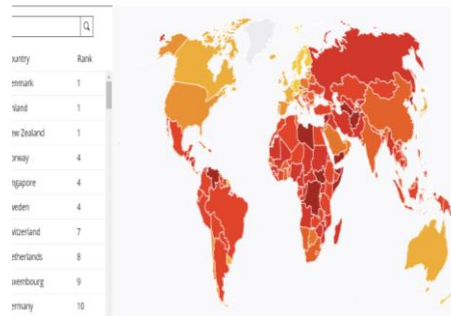 ountry Rank
enmark 1
nland 1
ew Zealand 1
orway 4
ngapore 4
weden 4
witzerland 7
etherlands 8
uxembourg 9
ermany 10